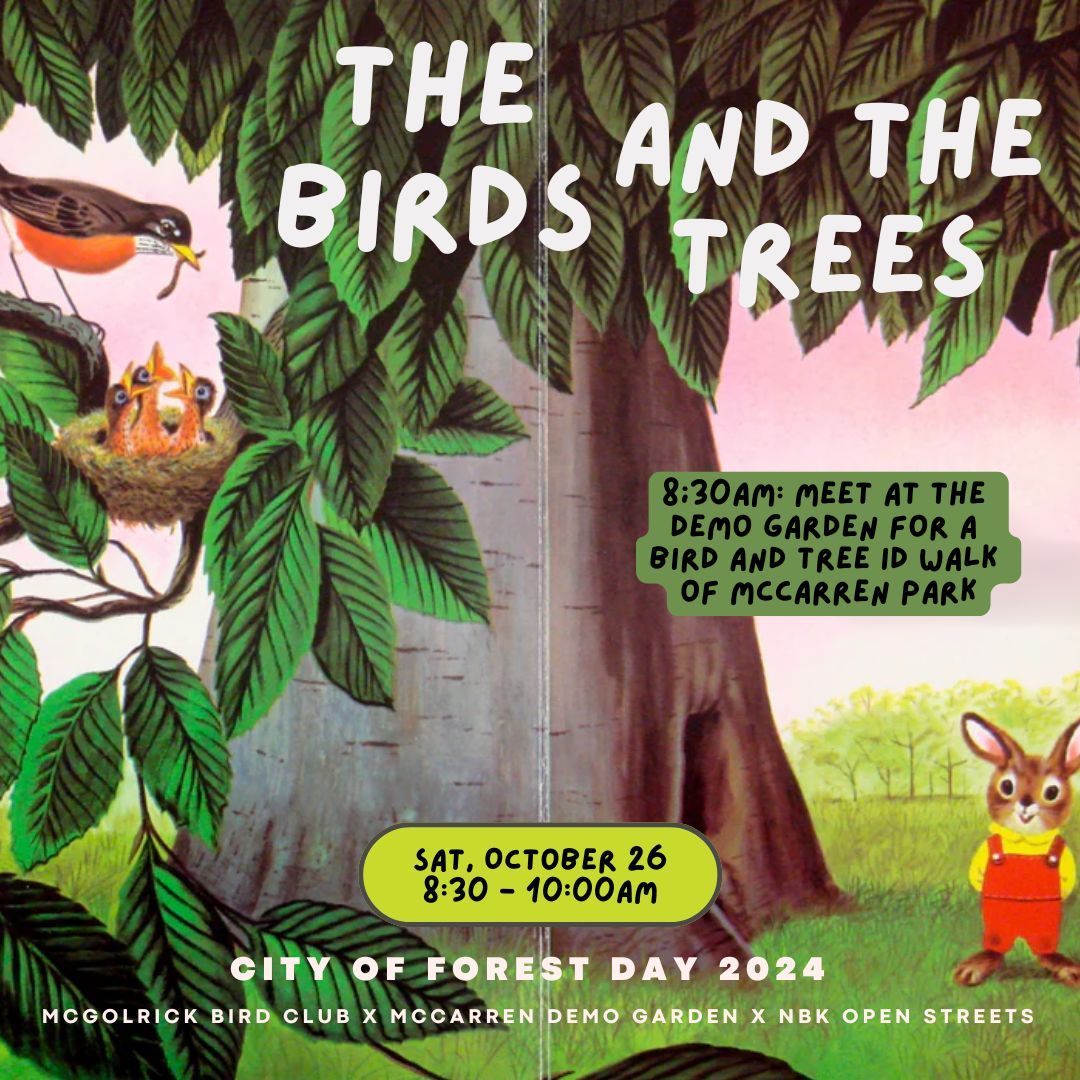 THE
BIRDS
AND THE
TREES
8:30AM: MEET AT THE
DEMO GARDEN FOR A
BIRD AND TREE ID WALK
OF MCCARREN PARK
SAT, OCTOBER 26
8:30 - 10:00AM
CITY OF FOREST DAY 2024
MCGOLRICK BIRD CLUB X MCCARREN DEMO GARDEN X NBK OPEN STREETS